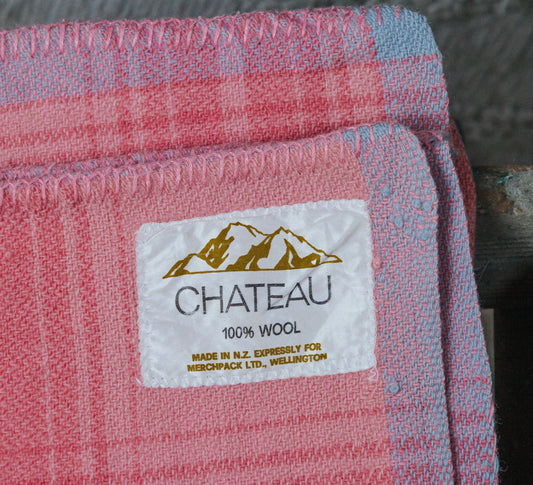 CHATEAU
100% WOOL
MADE IN N.Z. EXPRESSLY FOR
MERCHPACK LTD., WELLINGTON